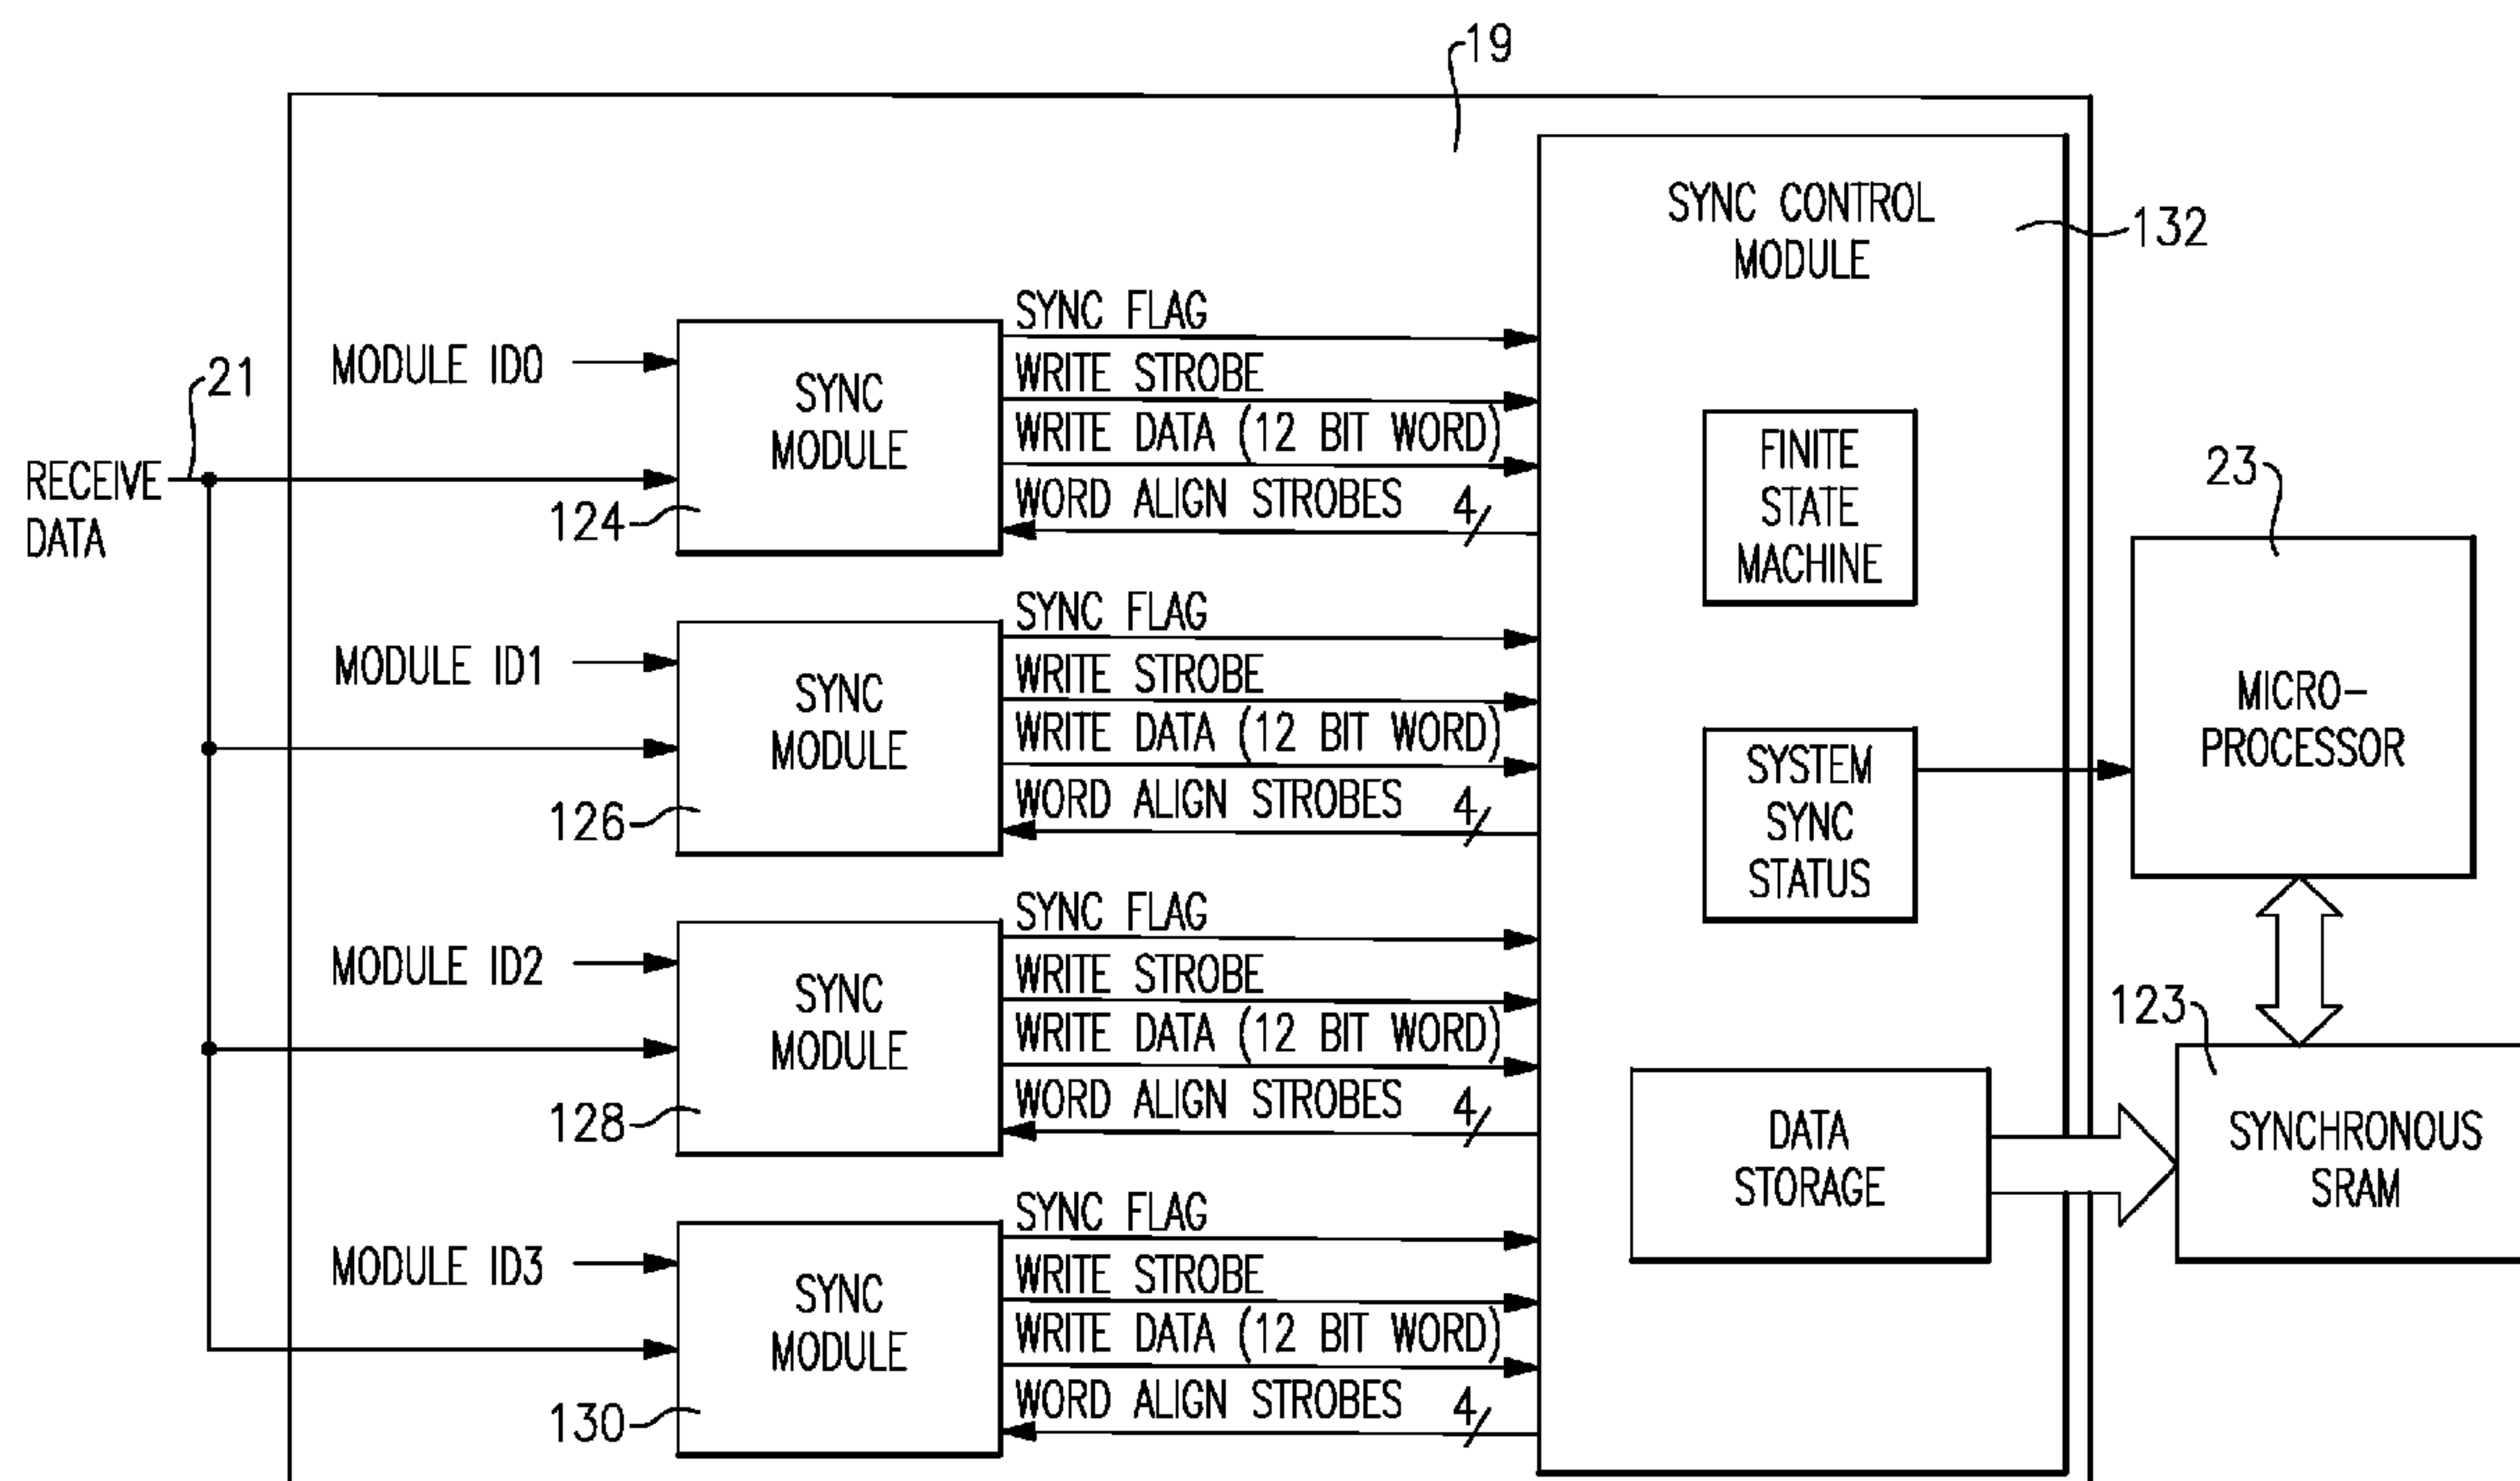 19
SYNC CONTROL
MODULE
132
21
RECEIVE
DATA
MODULE ID0
SYNC
MODULE
124
SYNC FLAG
WRITE STROBE
WRITE DATA (12 BIT WORD)
WORD ALIGN STROBES
4
FINITE
STATE
MACHINE
MODULE ID1
SYNC
MODULE
126
SYNC FLAG
WRITE STROBE
WRITE DATA (12 BIT WORD)
WORD ALIGN STROBES
4
SYSTEM
SYNC
STATUS
23
MICRO-
PROCESSOR
MODULE ID2
SYNC
MODULE
128
SYNC FLAG
WRITE STROBE
WRITE DATA (12 BIT WORD)
WORD ALIGN STROBES
4
DATA
STORAGE
123
SYNCHRONOUS
SRAM
MODULE ID3
SYNC
MODULE
130
SYNC FLAG
WRITE STROBE
WRITE DATA (12 BIT WORD)
WORD ALIGN STROBES
4